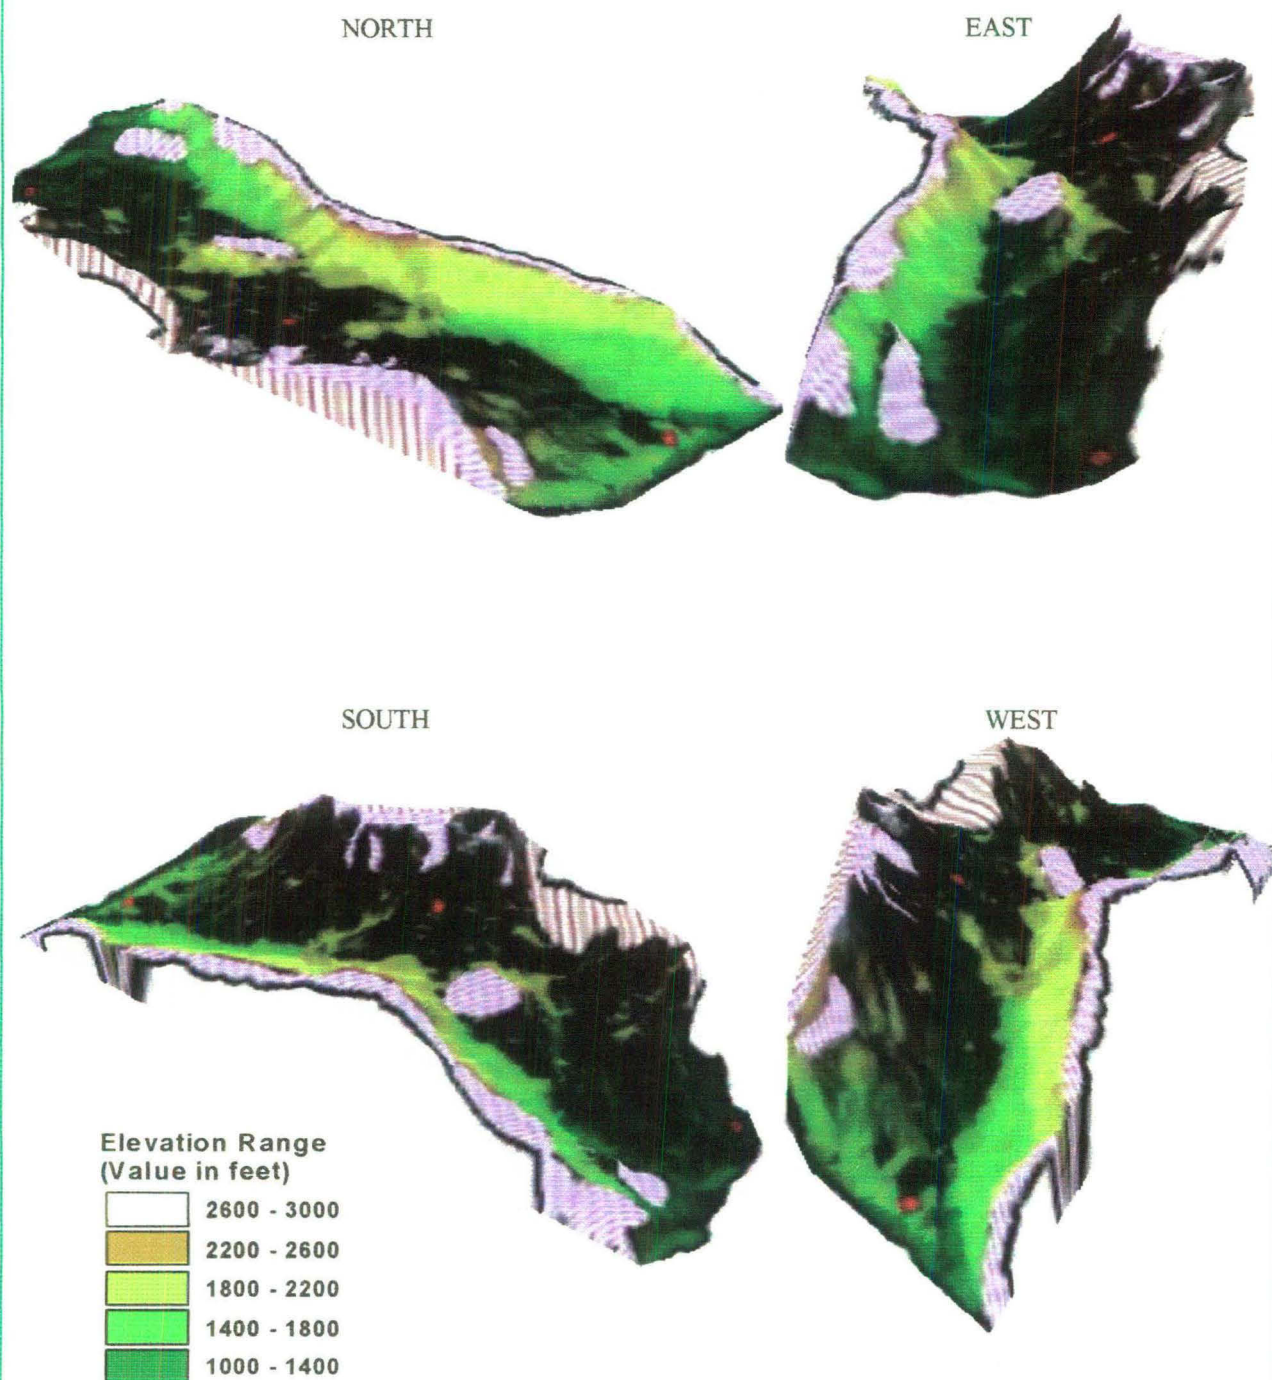 NORTH
EAST
SOUTH
WEST
Elevation Range
(Value in feet)
2600 - 3000
2200 - 2600
1800 - 2200
1400 - 1800
1000 - 1400